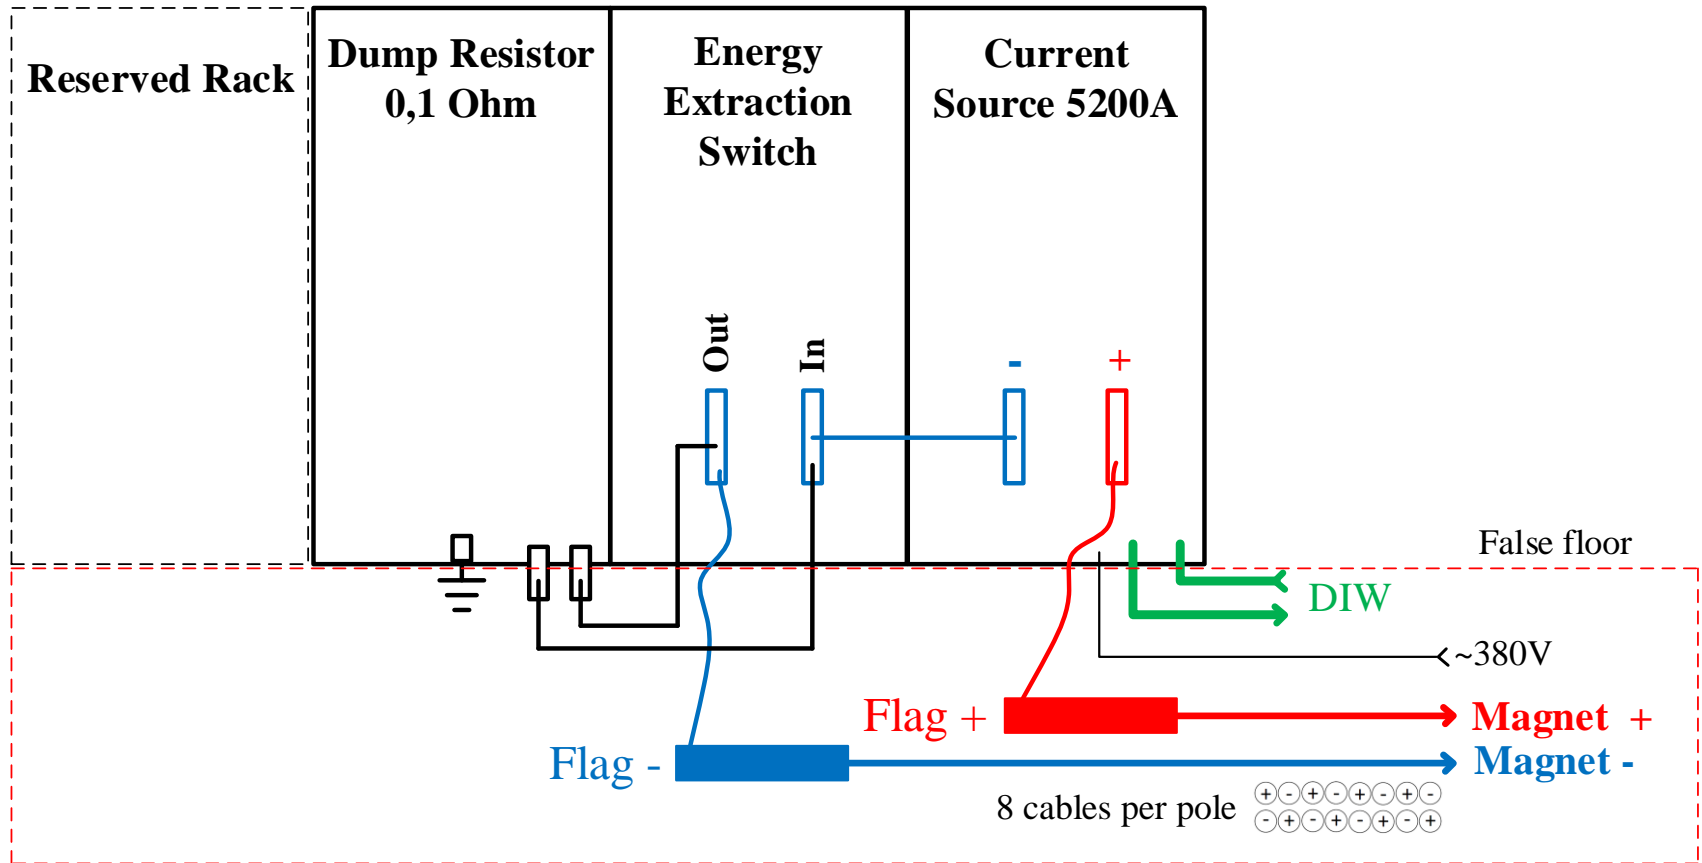 Reserved Rack
Dump Resistor
0,1 Ohm
Energy
Extraction
Switch
Current
Source 5200A
Out
In
-
+
False floor
DIW
~380V
Flag +
Magnet +
Flag -
Magnet -
8 cables per pole
+ - + - + - + -
- + - + - + - +